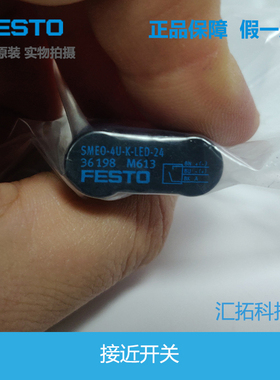 FESTO 正品保障 假一
原装 实物拍摄
SMEO-4U-K-LED-24
36198 M613
FESTO
汇拓科技
接近开关